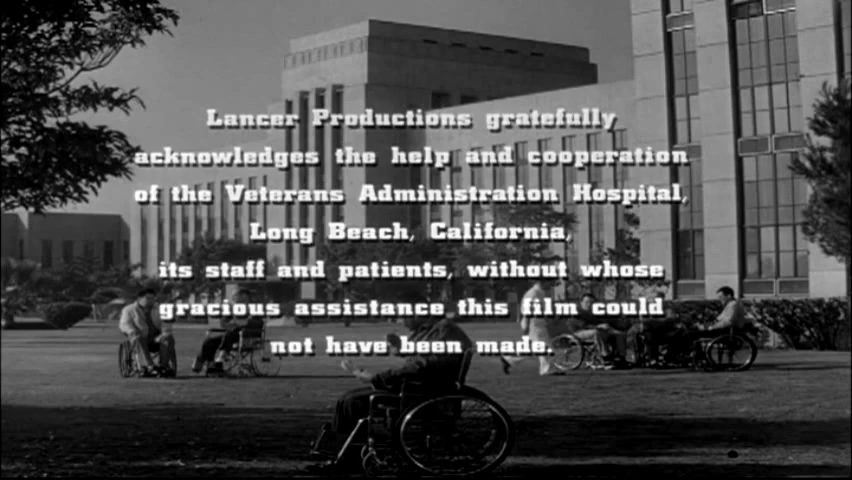 Lancer Productions gratefully
acknowledges the help and cooperation
of the Veterans Administration Hospital,
Long Beach, California,
its staff and patients, without whose
gracious assistance this film could
not have been made.